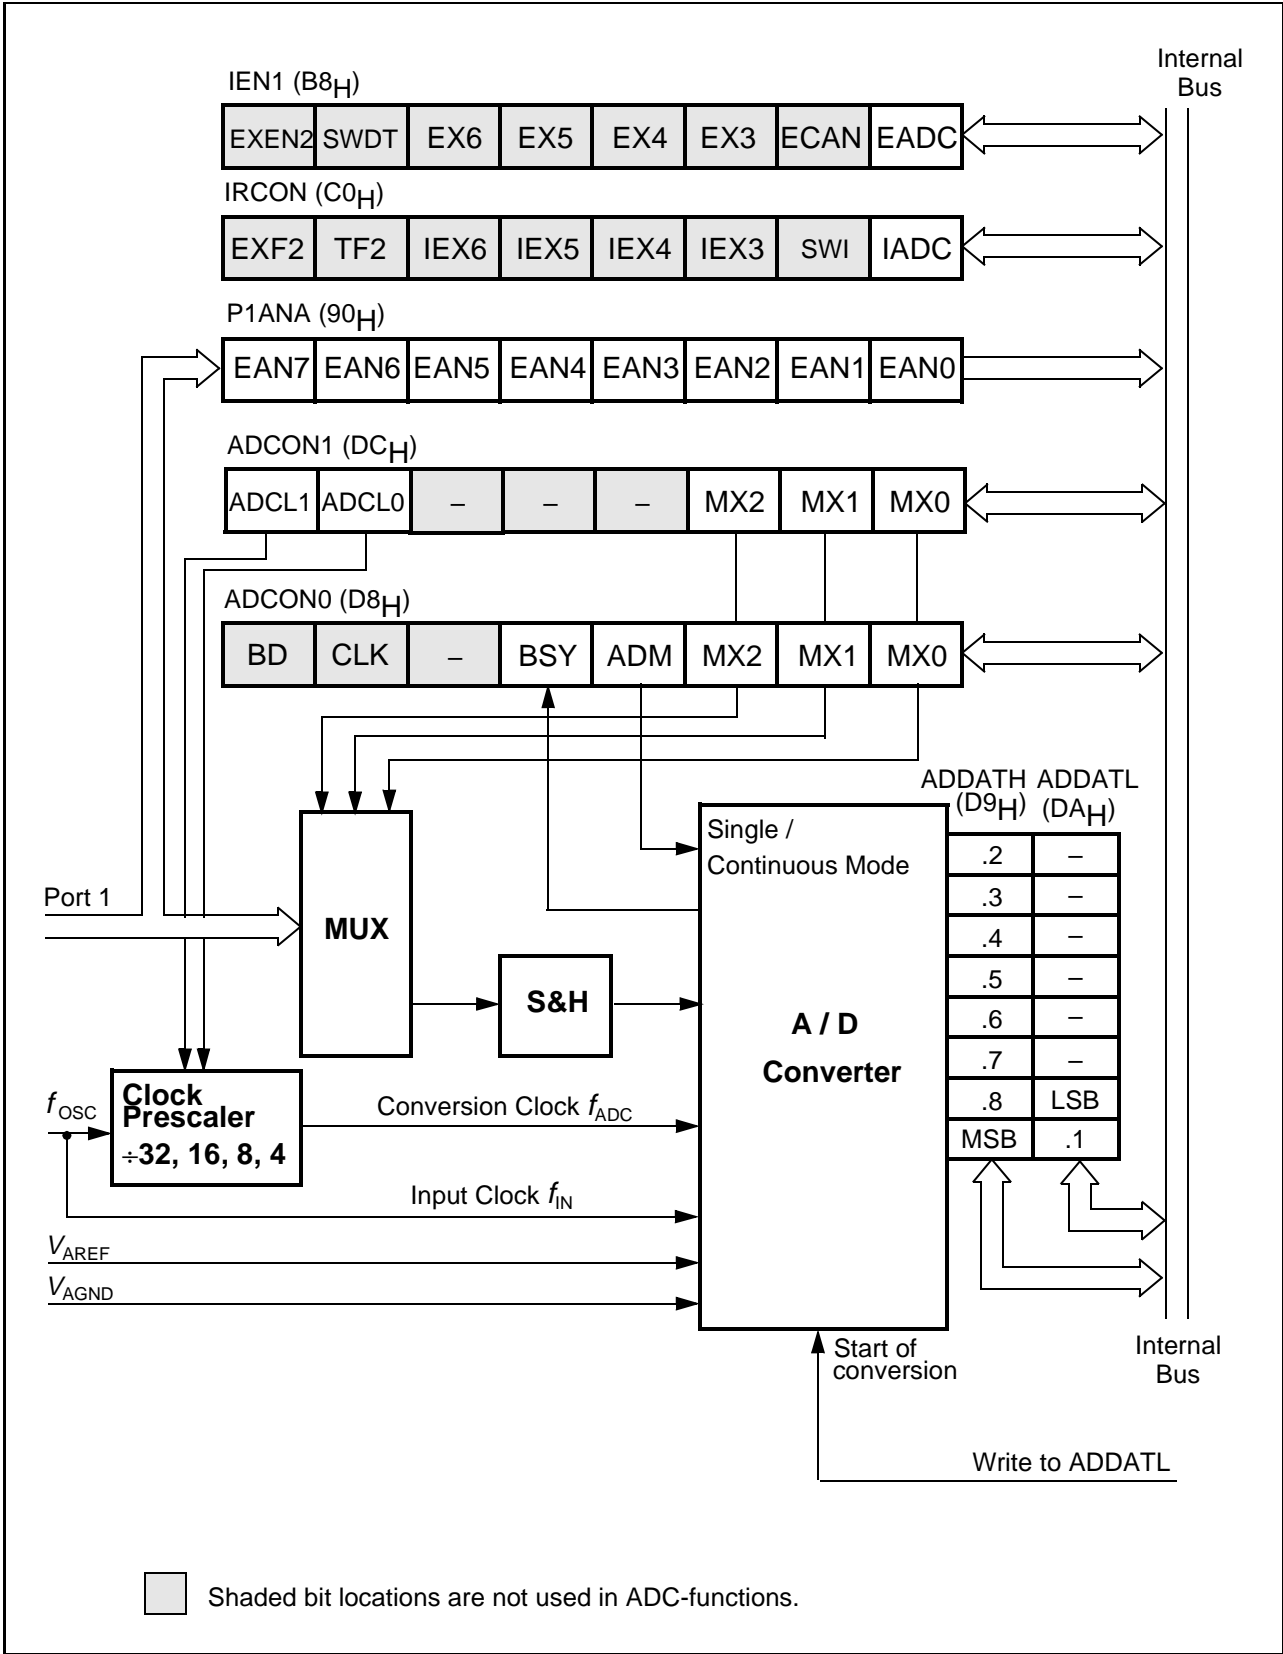 Internal
Bus
IEN1 (B8H)
EXEN2 SWDT EX6 EX5 EX4 EX3 ECAN EADC
IRCON (C0H)
EXF2 TF2 IEX6 IEX5 IEX4 IEX3 SWI IADC
P1ANA (90H)
EAN7 EAN6 EAN5 EAN4 EAN3 EAN2 EAN1 EAN0
ADCON1 (DCH)
ADCL1 ADCL0 – – – MX2 MX1 MX0
ADCON0 (D8H)
BD CLK – BSY ADM MX2 MX1 MX0
ADDATH ADDATL
(D9H) (DAH)
Single /
Continuous Mode
.2 –
.3 –
.4 –
.5 –
.6 –
.7 –
.8 LSB
MSB .1
Port 1
MUX
S&H
A / D
Converter
fOSC
Clock
Prescaler
÷32, 16, 8, 4
Conversion Clock fADC
Input Clock fIN
VAREF
VAGND
Start of
conversion
Internal
Bus
Write to ADDATL
Shaded bit locations are not used in ADC-functions.